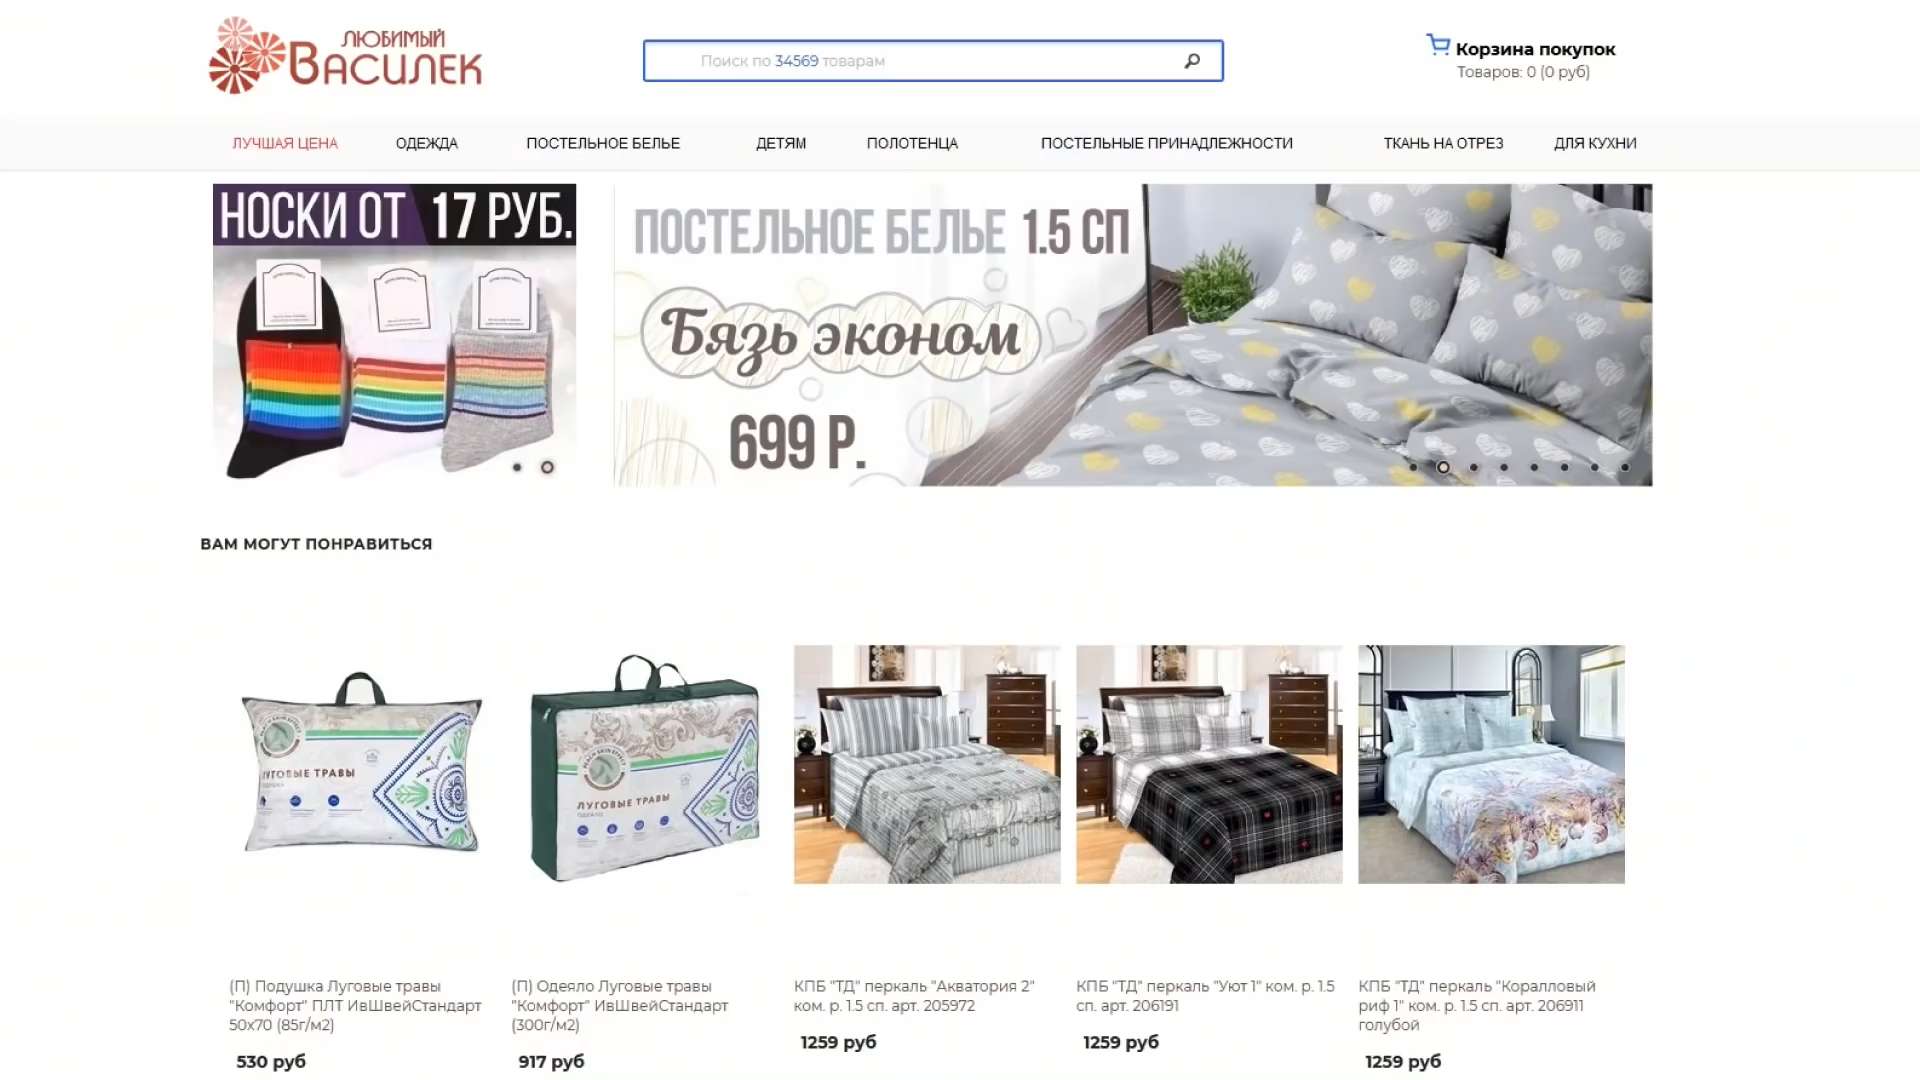 ЛЮБИМЫЙ
ВАСИЛЕК
Поиск по 34569 товарам
Корзина покупок
Товаров: 0 (0 руб)
ЛУЧШАЯ ЦЕНА
ОДЕЖДА
ПОСТЕЛЬНОЕ БЕЛЬЕ
ДЕТЯМ
ПОЛОТЕНЦА
ПОСТЕЛЬНЫЕ ПРИНАДЛЕЖНОСТИ
ТКАНЬ НА ОТРЕЗ
ДЛЯ КУХНИ
НОСКИ ОТ 17 РУБ.
ПОСТЕЛЬНОЕ БЕЛЬЕ 1.5 СП
Бязь эконом
699 Р.
ВАМ МОГУТ ПОНРАВИТЬСЯ
ЛУГОВЫЕ ТРАВЫ
ЛУГОВЫЕ ТРАВЫ
ОДЕЯЛО
(П) Подушка Луговые травы
"Комфорт" ПЛТ ИвШвейСтандарт
50х70 (85г/м2)
530 руб
(П) Одеяло Луговые травы
"Комфорт" ИвШвейСтандарт
(300г/м2)
917 руб
КПБ "ТД" перкаль "Акватория 2"
ком. р. 1.5 сп. арт. 205972
1259 руб
КПБ "ТД" перкаль "Уют 1" ком. р. 1.5
сп. арт. 206191
1259 руб
КПБ "ТД" перкаль "Коралловый
риф 1" ком. р. 1.5 сп. арт. 206911
голубой
1259 руб